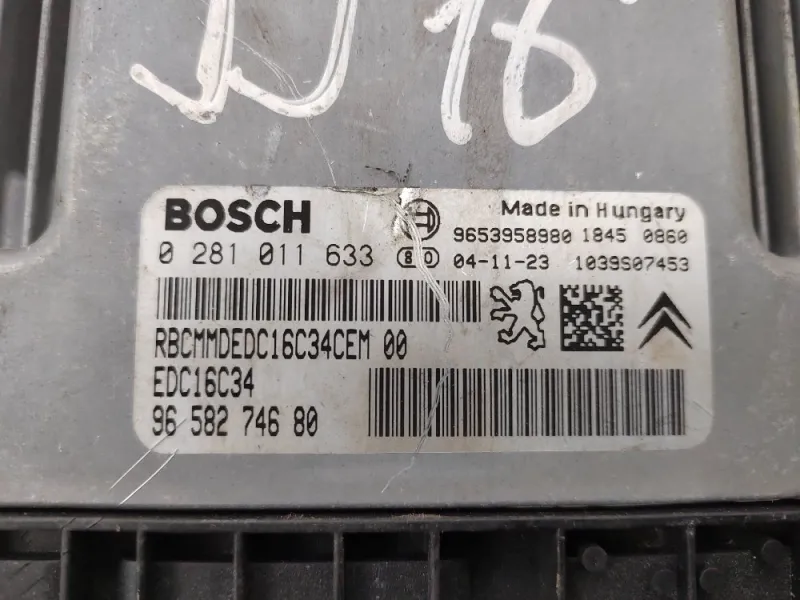 16
BOSCH
Made in Hungary
9653958980 1845 0860
0 281 011 633
04-11-23 1039S07453
RBCMMDEDC16C34CEM 00
EDC16C34
96 582 746 80